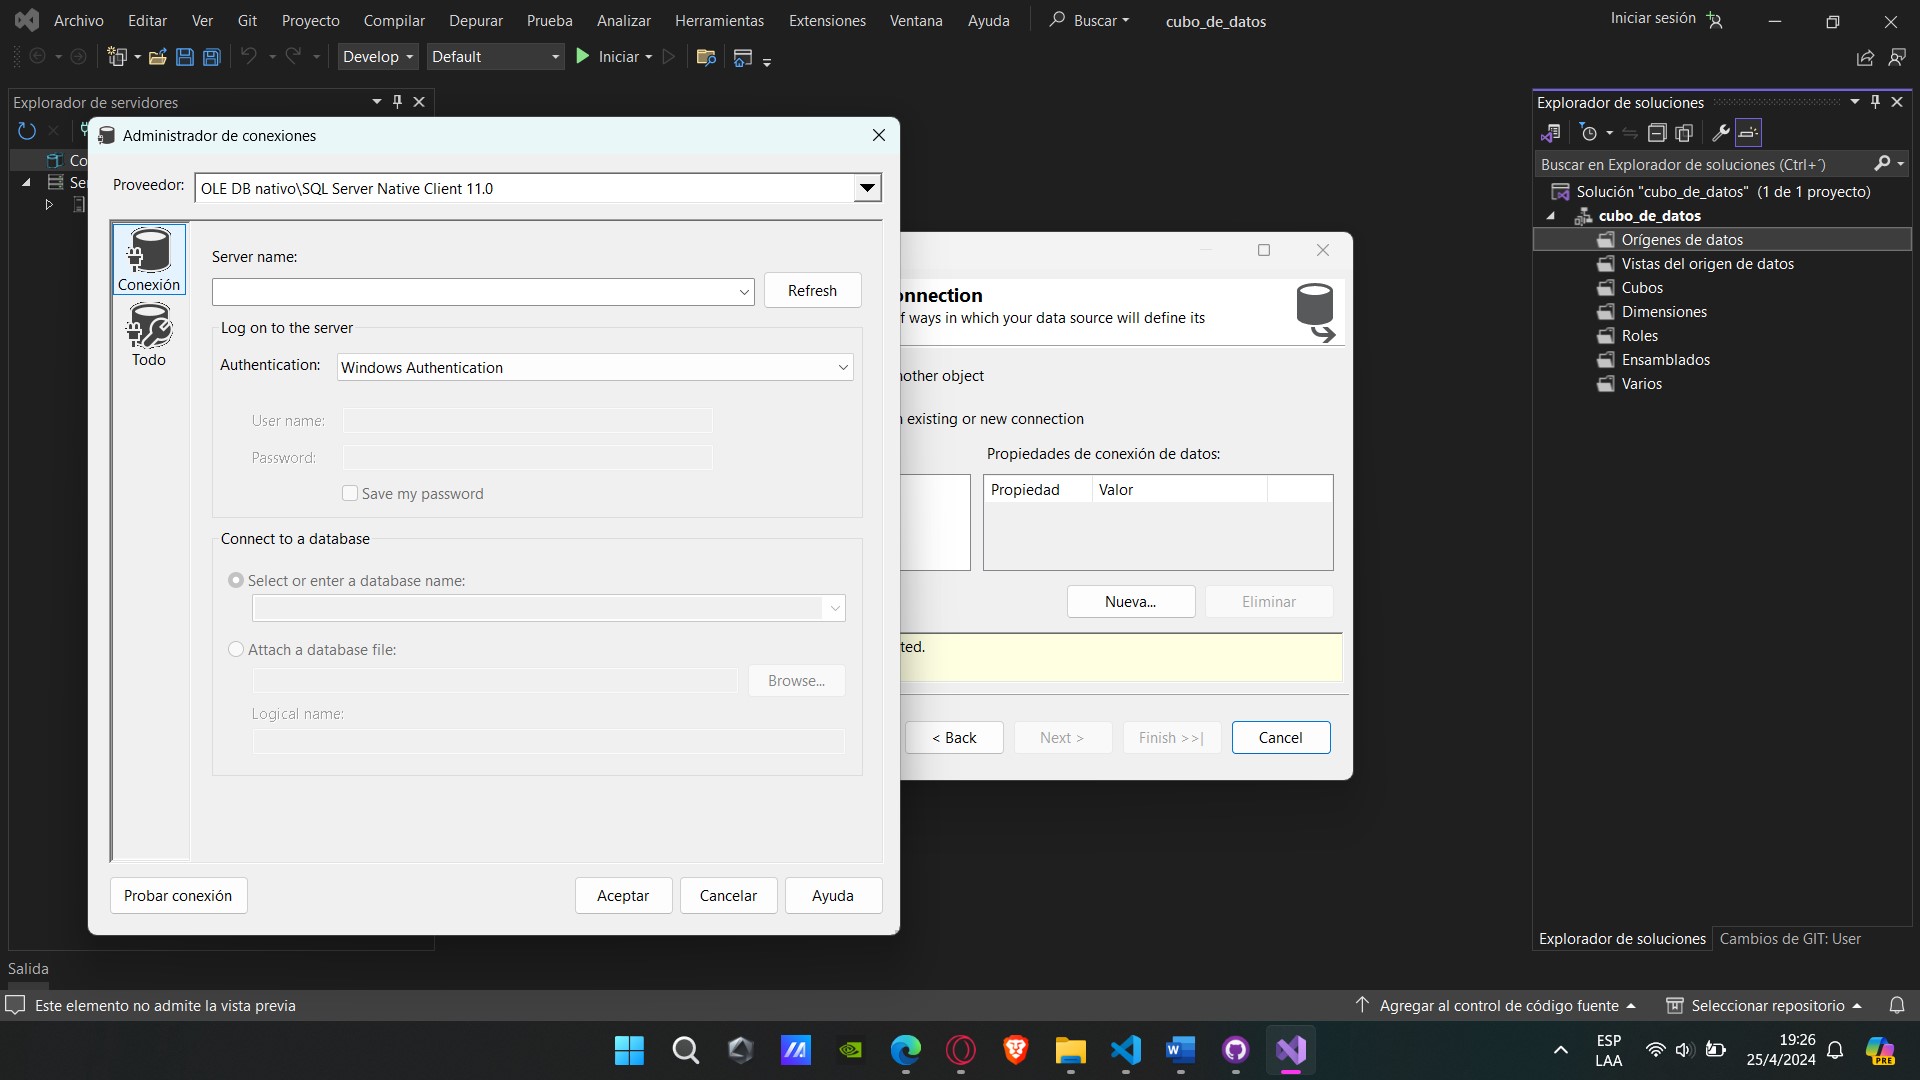 Archivo Editar Ver Git Proyecto Compilar Depurar Prueba Analizar Herramientas Extensiones Ventana Ayuda Buscar cubo_de_datos Iniciar sesión
Develop Default Iniciar
Explorador de servidores
Co
Se
Administrador de conexiones
Proveedor: OLE DB nativo\SQL Server Native Client 11.0
Conexión
Todo
Server name:
Refresh
Log on to the server
Authentication: Windows Authentication
User name:
Password:
Save my password
Connect to a database
Select or enter a database name:
Attach a database file:
Browse...
Logical name:
Probar conexión Aceptar Cancelar Ayuda
onnection
f ways in which your data source will define its
nother object
existing or new connection
Propiedades de conexión de datos:
Propiedad Valor
Nueva... Eliminar
ted.
< Back Next > Finish >>| Cancel
Explorador de soluciones
Buscar en Explorador de soluciones (Ctrl+´)
Solución "cubo_de_datos" (1 de 1 proyecto)
cubo_de_datos
Orígenes de datos
Vistas del origen de datos
Cubos
Dimensiones
Roles
Ensamblados
Varios
Explorador de soluciones Cambios de GIT: User
Salida
Este elemento no admite la vista previa Agregar al control de código fuente Seleccionar repositorio
ESP
LAA
19:26
25/4/2024
PRE